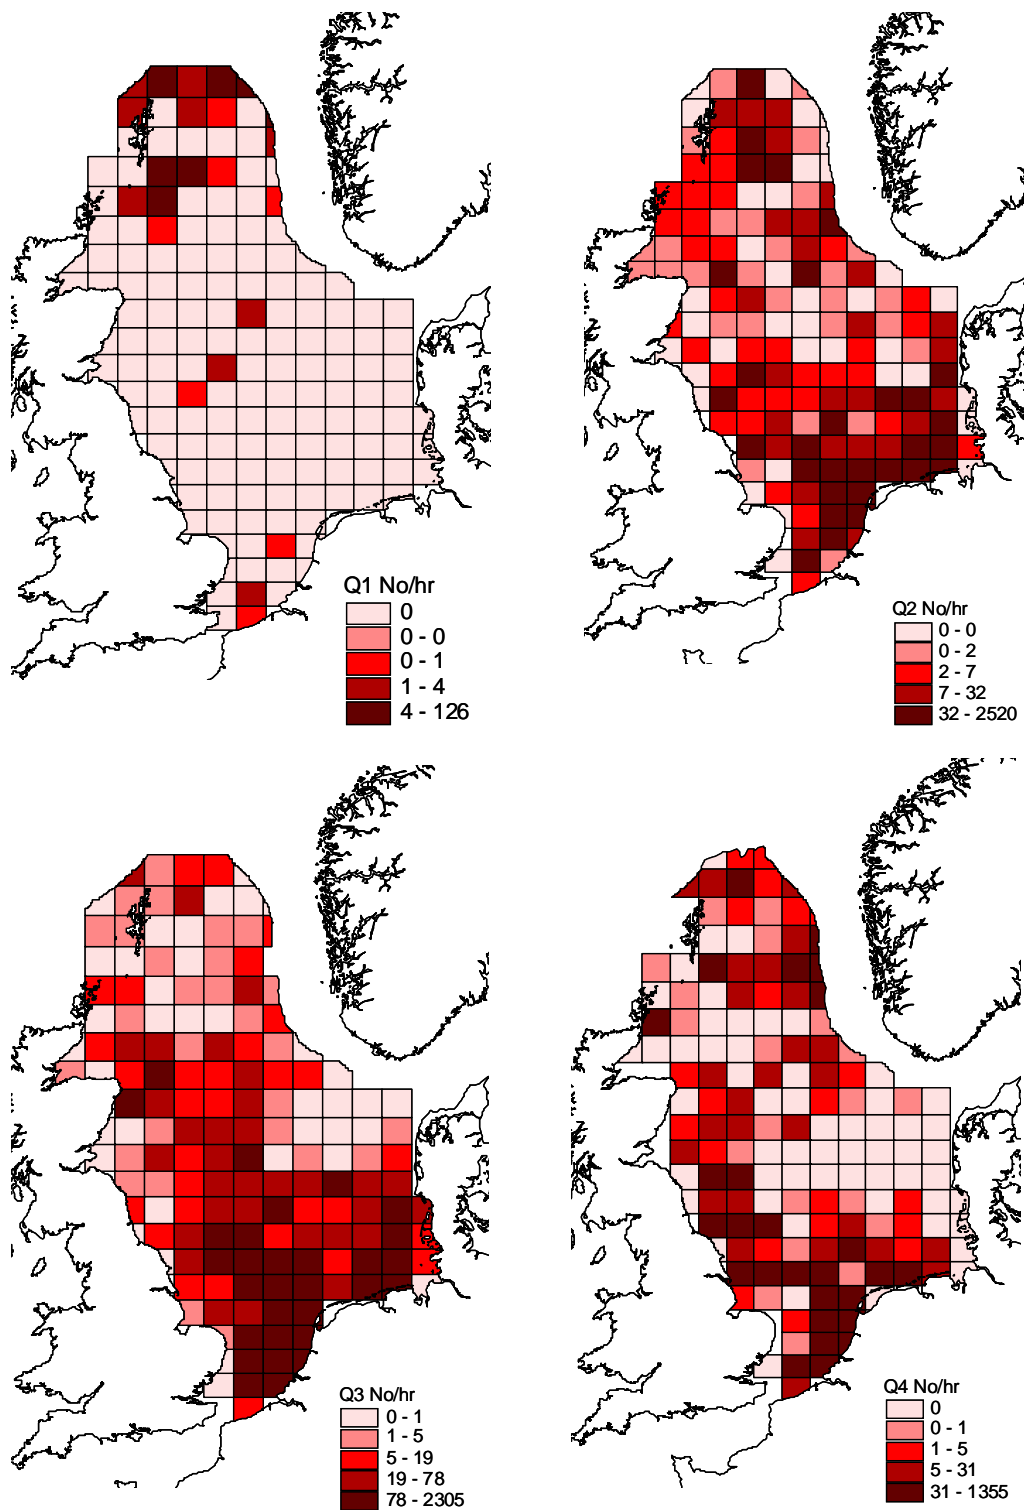 Q1 No/hr
0
0 - 0
0 - 1
1 - 4
4 - 126
Q2 No/hr
0 - 0
0 - 2
2 - 7
7 - 32
32 - 2520
Q3 No/hr
0 - 1
1 - 5
5 - 19
19 - 78
78 - 2305
Q4 No/hr
0
0 - 1
1 - 5
5 - 31
31 - 1355